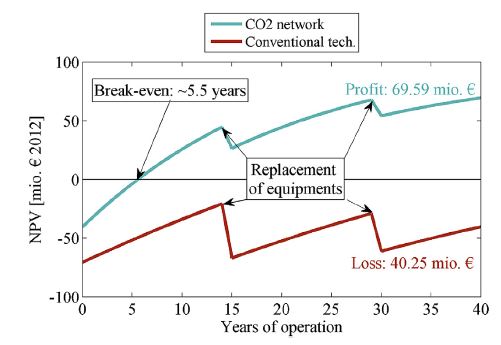 CO2 network
Conventional tech.
100
50
0
-50
-100
NPV [mio. € 2012]
Break-even: ~5.5 years
Profit: 69.59 mio. €
Replacement
of equipments
Loss: 40.25 mio. €
0 5 10 15 20 25 30 35 40
Years of operation